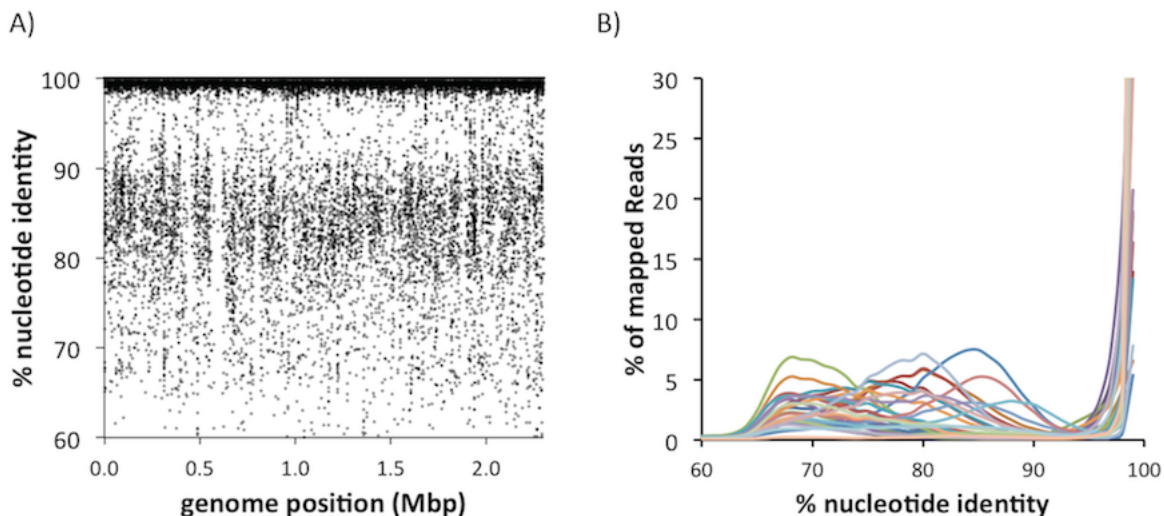 A)
% nucleotide identity
100
90
80
70
60
0.0 0.5 1.0 1.5 2.0
genome position (Mbp)
B)
% of mapped Reads
30
25
20
15
10
5
0
60 70 80 90 100
% nucleotide identity